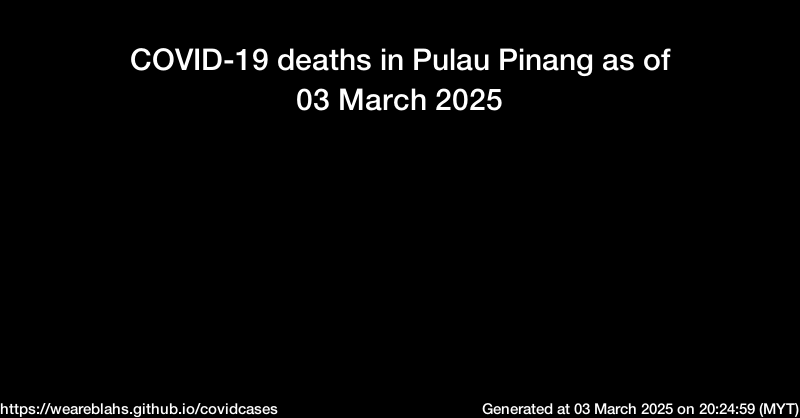 COVID-19 deaths in Pulau Pinang as of
03 March 2025
https://weareblahs.github.io/covidcases
Generated at 03 March 2025 on 20:24:59 (MYT)